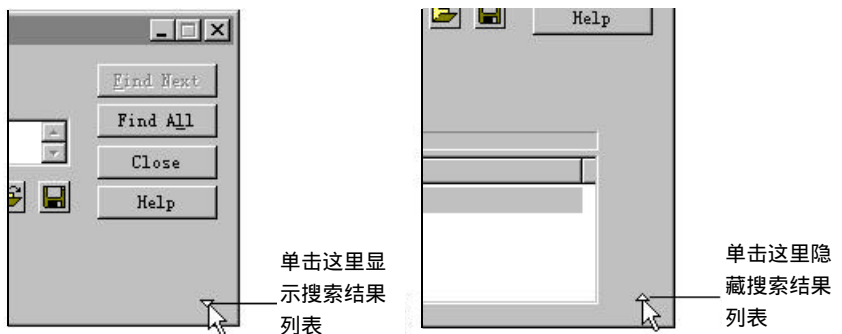 Find Next
Find All
Close
Help
单击这里显
示搜索结果
列表
Help
单击这里隐
藏搜索结果
列表